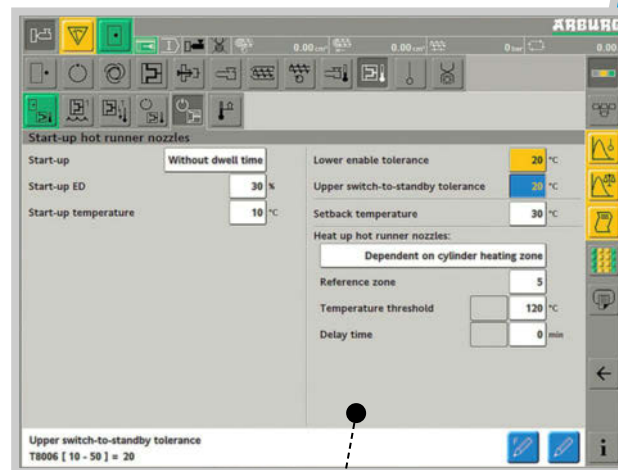 ARBURG
0.00 cm³ 0.00 cm³ 0 bar 0.00
Start-up hot runner nozzles
Start-up Without dwell time
Start-up ED 30 %
Start-up temperature 10 °C
Lower enable tolerance 20 °C
Upper switch-to-standby tolerance 20 °C
Setback temperature 30 °C
Heat up hot runner nozzles:
Dependent on cylinder heating zone
Reference zone 5
Temperature threshold 120 °C
Delay time 0 min
Upper switch-to-standby tolerance
T8006 [ 10 - 50 ] = 20
i